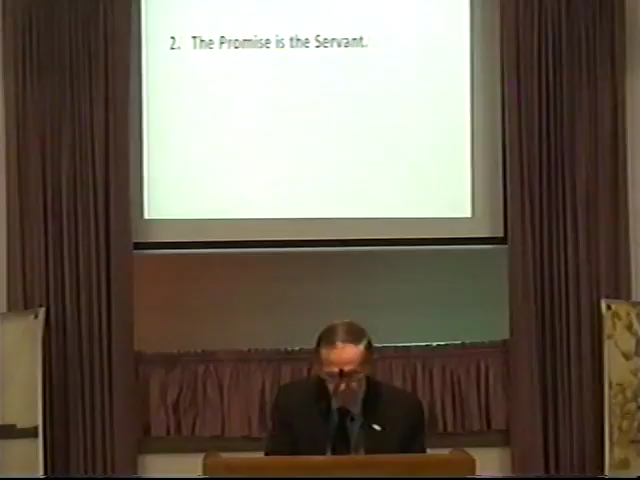 2. The Promise is the Servant.